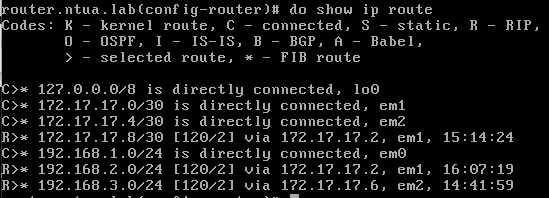 router.ntua.lab(config-router)# do show ip route
Codes: K - kernel route, C - connected, S - static, R - RIP,
O - OSPF, I - IS-IS, B - BGP, A - Babel,
> - selected route, * - FIB route
C>* 127.0.0.0/8 is directly connected, lo0
C>* 172.17.17.0/30 is directly connected, em1
C>* 172.17.17.4/30 is directly connected, em2
R>* 172.17.17.8/30 [120/2] via 172.17.17.2, em1, 15:14:24
C>* 192.168.1.0/24 is directly connected, em0
R>* 192.168.2.0/24 [120/2] via 172.17.17.2, em1, 16:07:19
R>* 192.168.3.0/24 [120/2] via 172.17.17.6, em2, 14:41:59